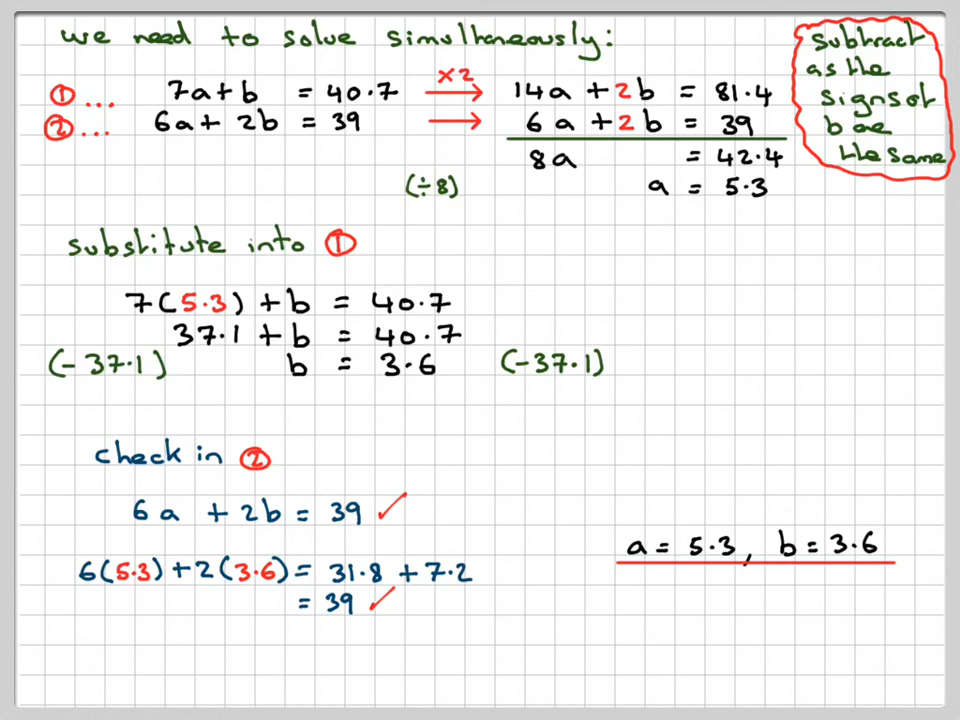 we need to solve simultaneously:
subtract
as the
signs of
b are
the same
① ... 7a + b = 40.7 ×2 → 14a + 2b = 81.4
② ... 6a + 2b = 39 → 6a + 2b = 39
8a = 42.4
(÷8) a = 5.3
substitute into ①
7(5.3) + b = 40.7
37.1 + b = 40.7
(-37.1) b = 3.6 (-37.1)
check in ②
6a + 2b = 39 ✓
a = 5.3, b = 3.6
6(5.3) + 2(3.6) = 31.8 + 7.2
= 39 ✓